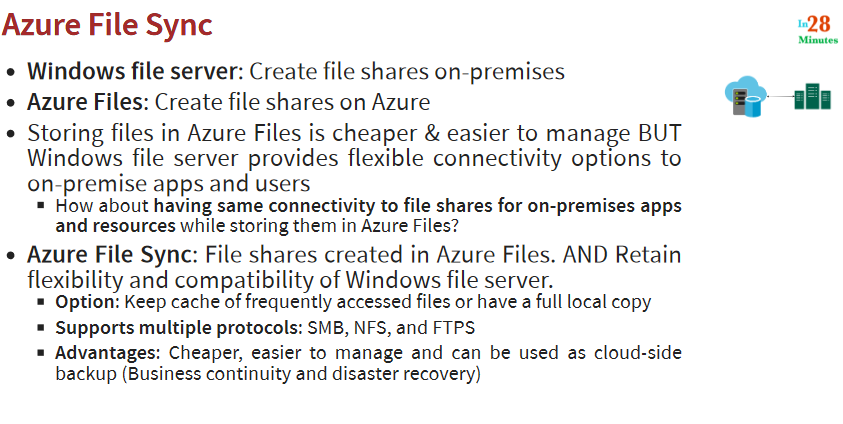 Azure File Sync
In28
Minutes
• Windows file server: Create file shares on-premises
• Azure Files: Create file shares on Azure
• Storing files in Azure Files is cheaper & easier to manage BUT
Windows file server provides flexible connectivity options to
on-premise apps and users
▪ How about having same connectivity to file shares for on-premises apps
and resources while storing them in Azure Files?
• Azure File Sync: File shares created in Azure Files. AND Retain
flexibility and compatibility of Windows file server.
▪ Option: Keep cache of frequently accessed files or have a full local copy
▪ Supports multiple protocols: SMB, NFS, and FTPS
▪ Advantages: Cheaper, easier to manage and can be used as cloud-side
backup (Business continuity and disaster recovery)